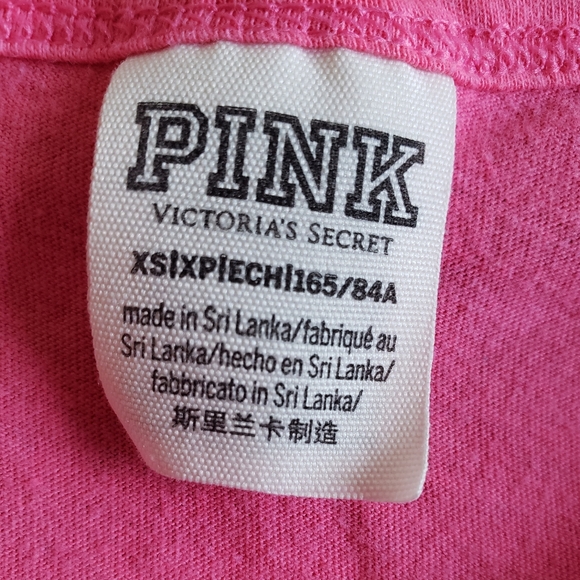 PINK
VICTORIA'S SECRET
XS|XP|ECH|165/84A
made in Sri Lanka/fabriqué au
Sri Lanka/hecho en Sri Lanka/
fabbricato in Sri Lanka/
斯里兰卡制造